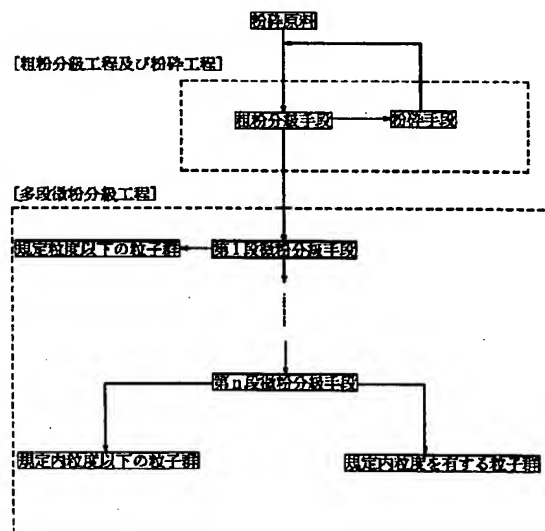 粉砕原料
[粗粉分級工程及び粉砕工程]
粗粉分級手段
粉砕手段
[多段微粉分級工程]
規定粒度以下の粒子群
第1段微粉分級手段
第n段微粉分級手段
規定内粒度以下の粒子群
規定内粒度を有する粒子群